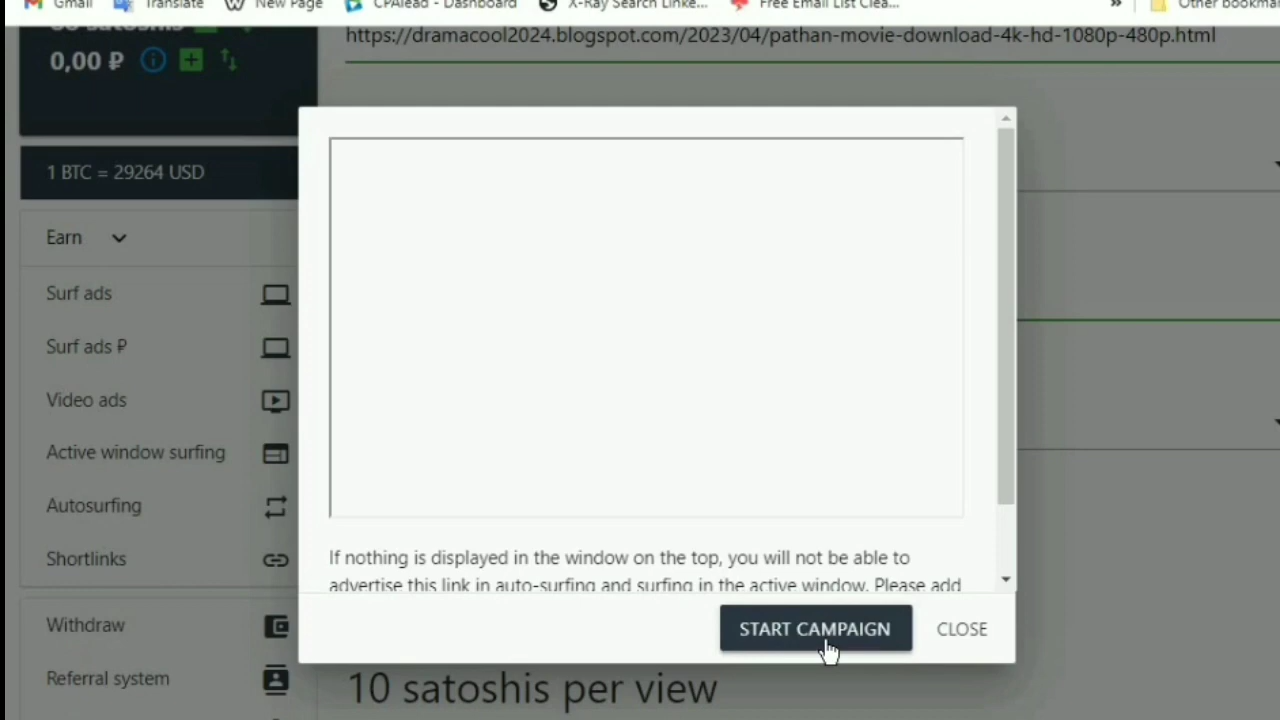 Gmail Translate New Page CPAlead - Dashboard X-Ray Search Linke... Free Email List Clea... » Other bookmar
satoshis
https://dramacool2024.blogspot.com/2023/04/pathan-movie-download-4k-hd-1080p-480p.html
0,00 ₽
1 BTC = 29264 USD
Earn
Surf ads
Surf ads ₽
Video ads
Active window surfing
Autosurfing
Shortlinks
If nothing is displayed in the window on the top, you will not be able to
advertise this link in auto-surfing and surfing in the active window. Please add
Withdraw
START CAMPAIGN CLOSE
Referral system
10 satoshis per view